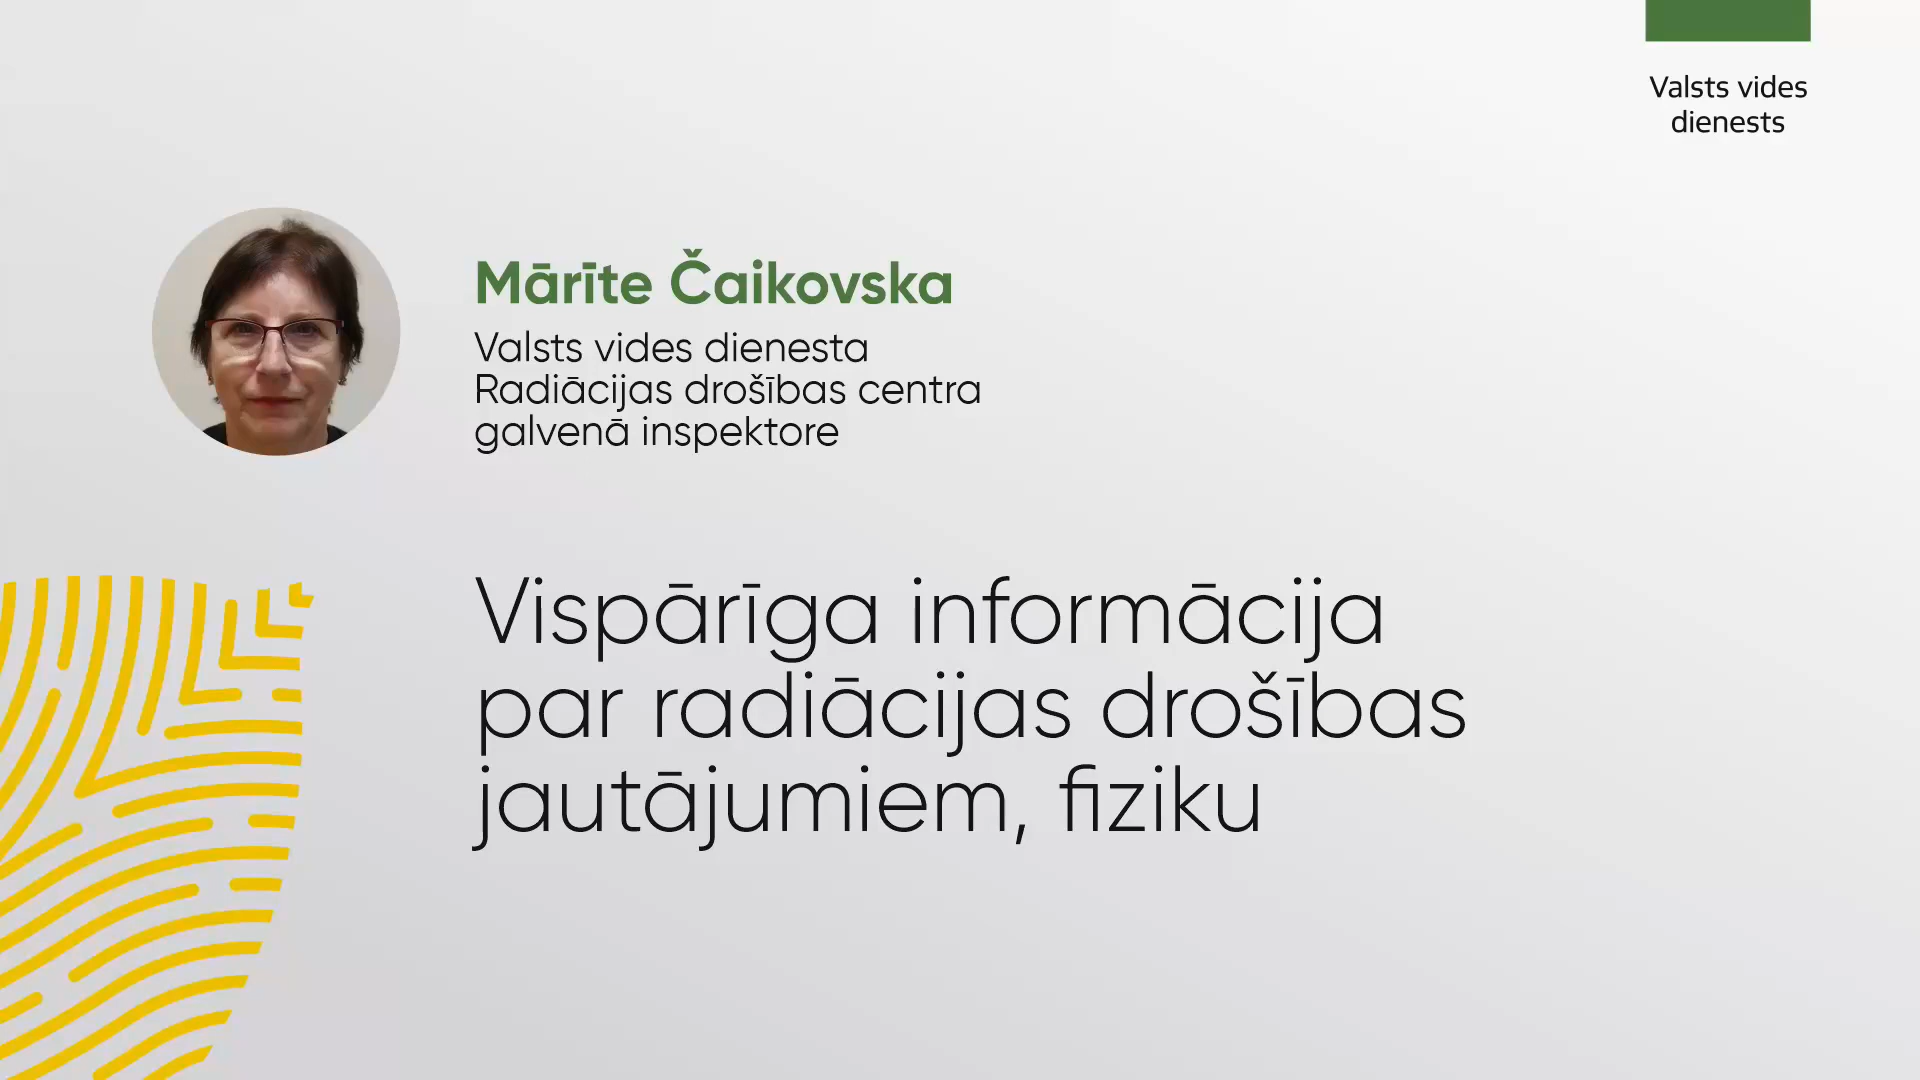 Valsts vides
dienests
Mārīte Čaikovska
Valsts vides dienesta
Radiācijas drošības centra
galvenā inspektore
Vispārīga informācija
par radiācijas drošības
jautājumiem, fiziku